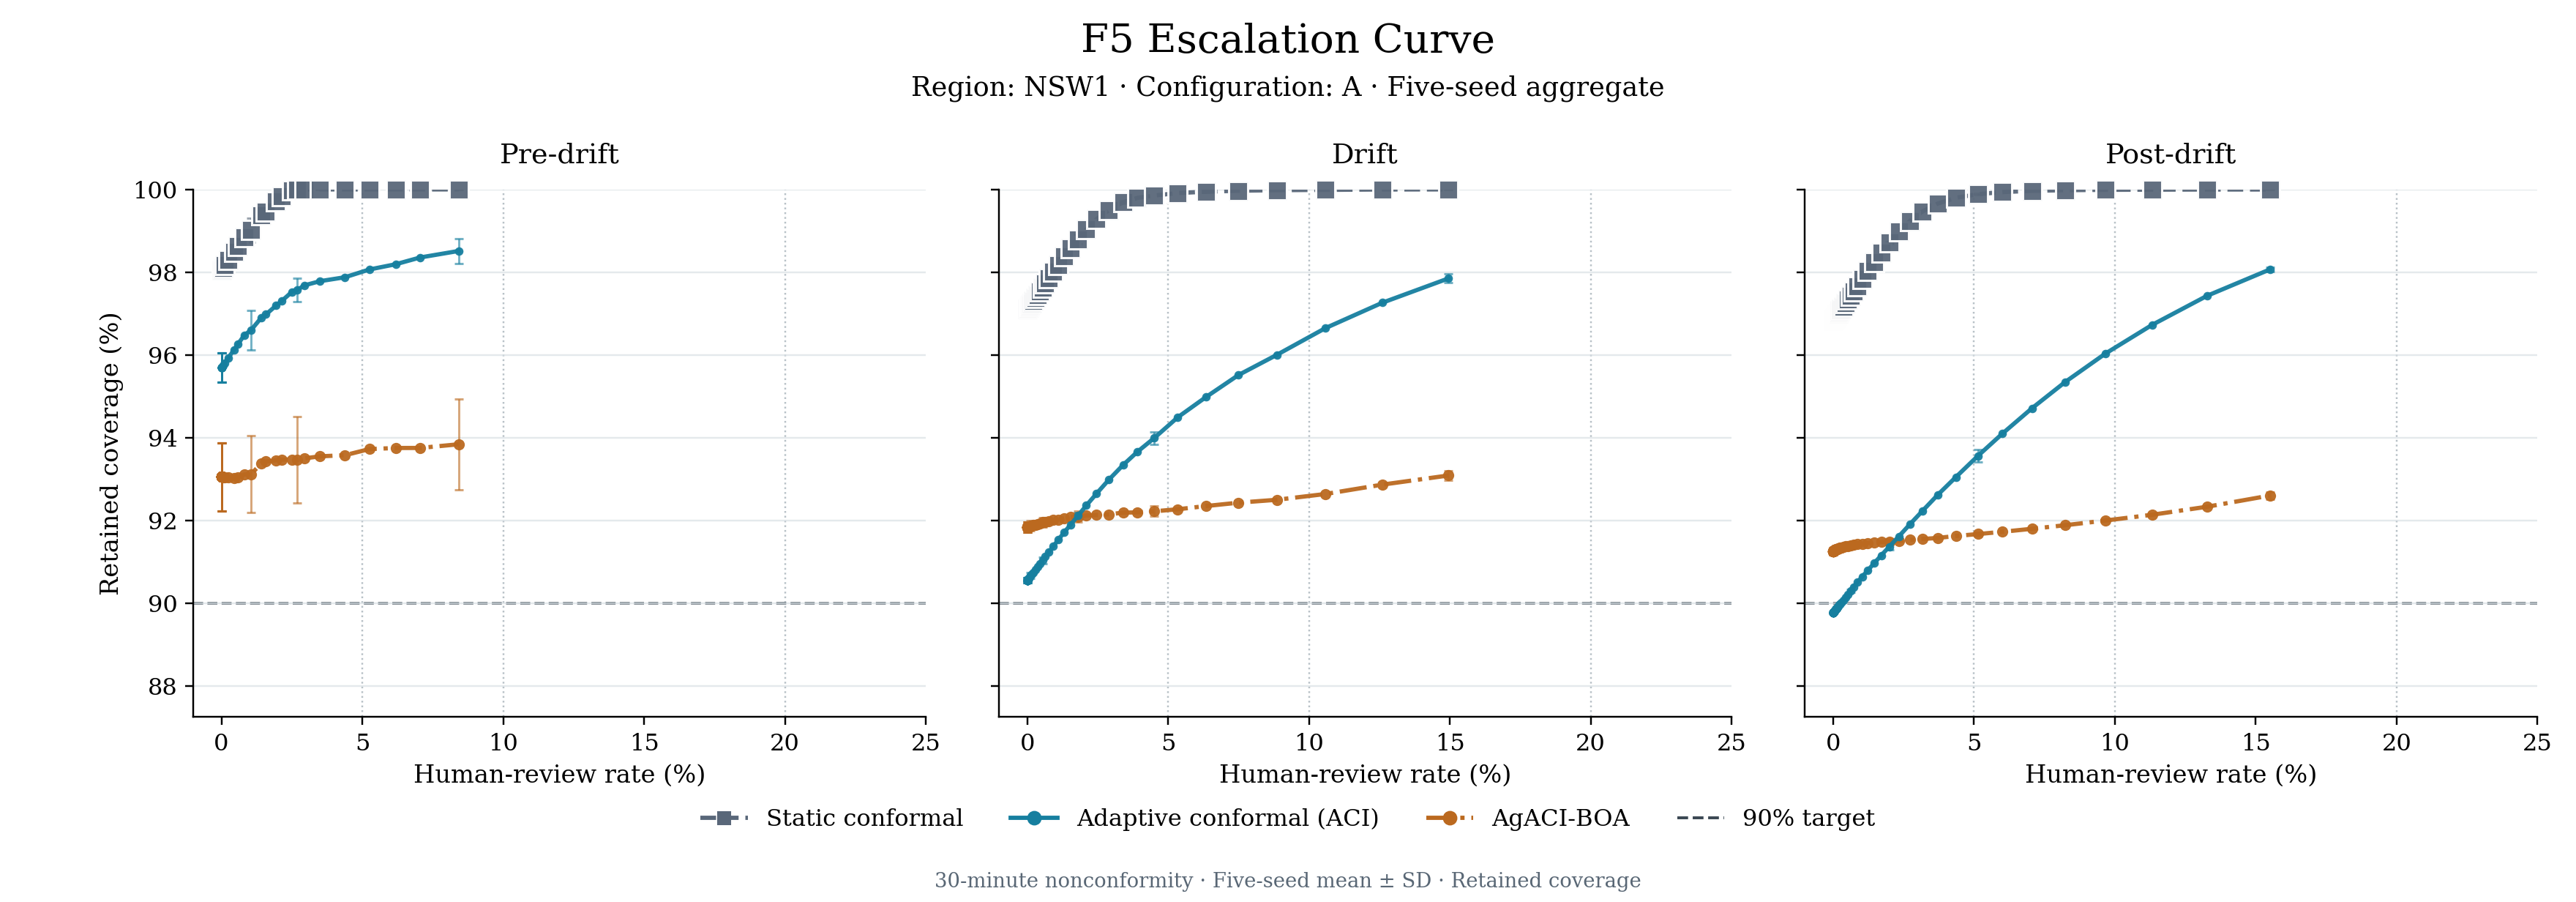 F5 Escalation Curve
Region: NSW1 · Configuration: A · Five-seed aggregate
Pre-drift
Drift
Post-drift
Retained coverage (%)
100
98
96
94
92
90
88
0 5 10 15 20 25
0 5 10 15 20 25
0 5 10 15 20 25
Human-review rate (%)
Human-review rate (%)
Human-review rate (%)
Static conformal
Adaptive conformal (ACI)
AgACI-BOA
90% target
30-minute nonconformity · Five-seed mean ± SD · Retained coverage